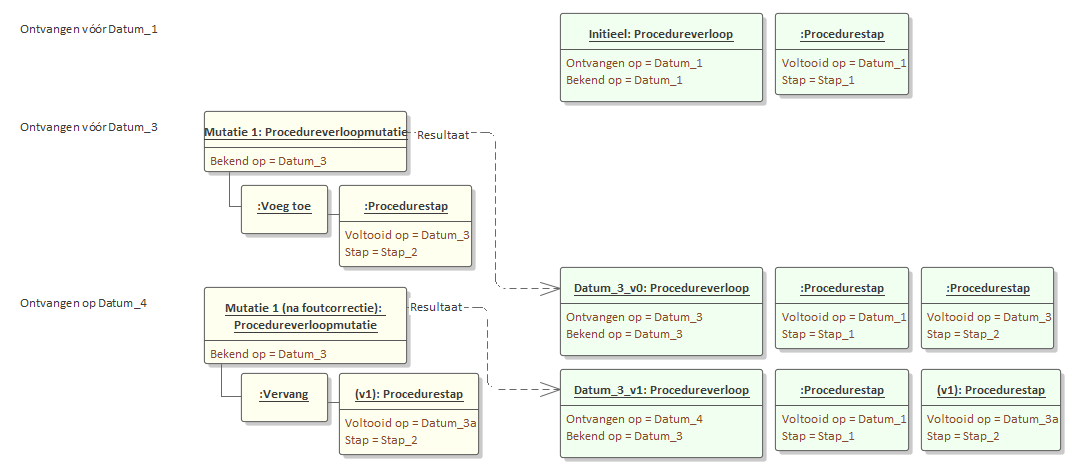 Ontvangen vóór Datum_1
Initieel: Procedureverloop
Ontvangen op = Datum_1
Bekend op = Datum_1
:Procedurestap
Voltooid op = Datum_1
Stap = Stap_1
Ontvangen vóór Datum_3
Mutatie 1: Procedureverloopmutatie
Bekend op = Datum_3
Resultaat
:Voeg toe
:Procedurestap
Voltooid op = Datum_3
Stap = Stap_2
Datum_3_v0: Procedureverloop
Ontvangen op = Datum_3
Bekend op = Datum_3
:Procedurestap
Voltooid op = Datum_1
Stap = Stap_1
:Procedurestap
Voltooid op = Datum_3
Stap = Stap_2
Ontvangen op Datum_4
Mutatie 1 (na foutcorrectie):
Procedureverloopmutatie
Bekend op = Datum_3
Resultaat
:Vervang
(v1): Procedurestap
Voltooid op = Datum_3a
Stap = Stap_2
Datum_3_v1: Procedureverloop
Ontvangen op = Datum_4
Bekend op = Datum_3
:Procedurestap
Voltooid op = Datum_1
Stap = Stap_1
(v1): Procedurestap
Voltooid op = Datum_3a
Stap = Stap_2